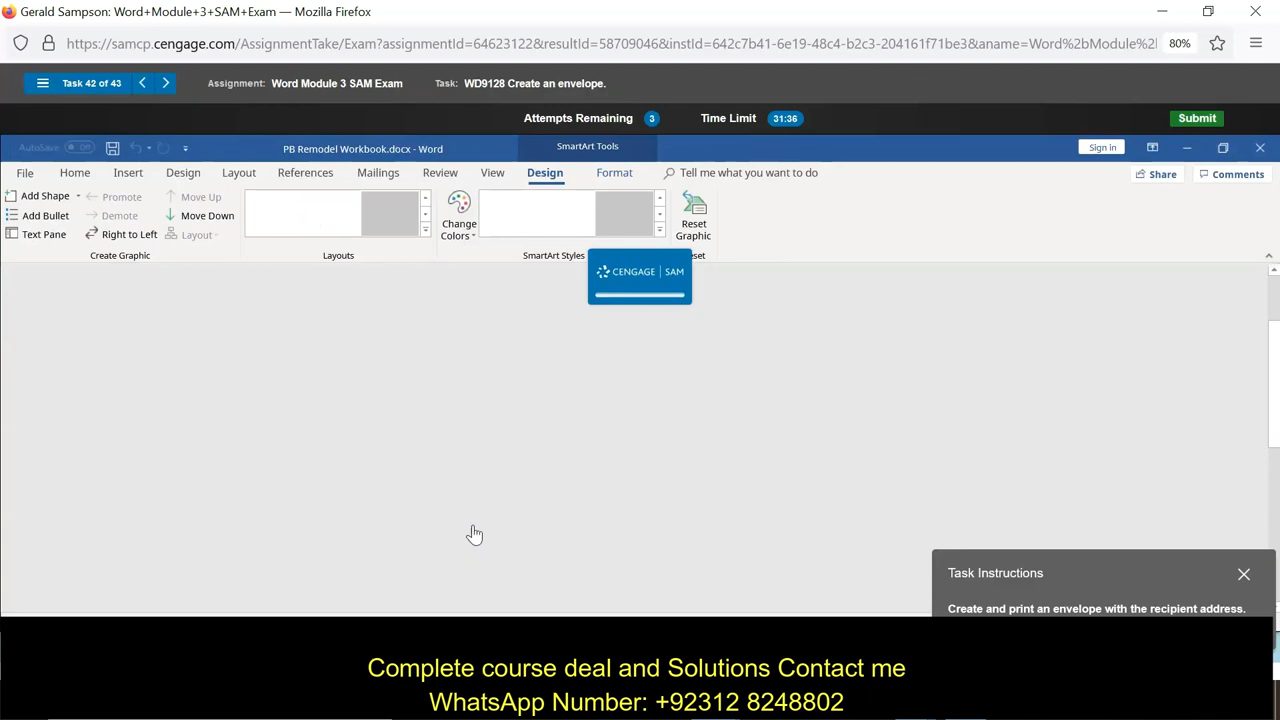 Gerald Sampson: Word+Module+3+SAM+Exam — Mozilla Firefox
https://samcp.cengage.com/AssignmentTake/Exam?assignmentId=64623122&resultId=58709046&instId=642c7b41-6e19-48c4-b2c3-204161f71be3&aname=Word%2bModule%2 80%
Task 42 of 43 Assignment: Word Module 3 SAM Exam Task: WD9128 Create an envelope.
Attempts Remaining 3 Time Limit 31:36 Submit
AutoSave Off PB Remodel Workbook.docx - Word SmartArt Tools Sign in
File Home Insert Design Layout References Mailings Review View Design Format Tell me what you want to do Share Comments
Add Shape Promote Move Up
Add Bullet Demote Move Down
Text Pane Right to Left Layout
Change Colors
Reset Graphic
Create Graphic Layouts SmartArt Styles
CENGAGE SAM
Task Instructions
Create and print an envelope with the recipient address.
Complete course deal and Solutions Contact me
WhatsApp Number: +92312 8248802